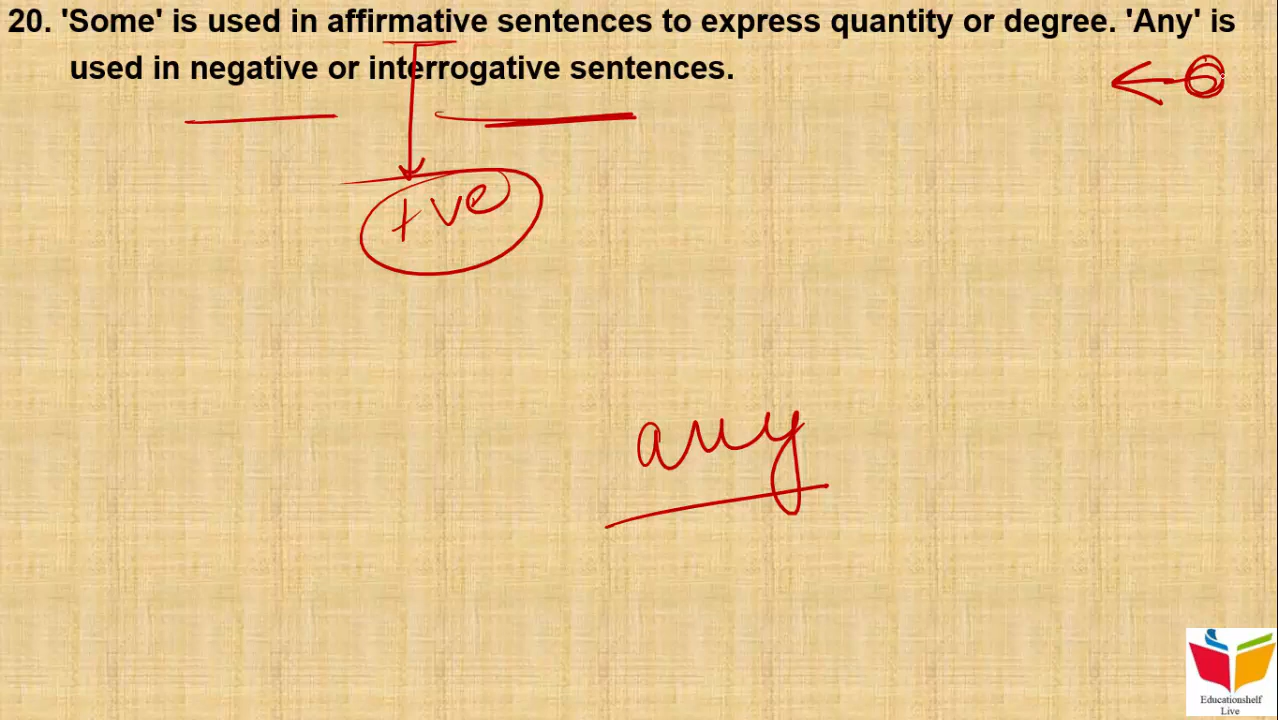 20. 'Some' is used in affirmative sentences to express quantity or degree. 'Any' is
used in negative or interrogative sentences.
+ve
any
Educationshelf
Live